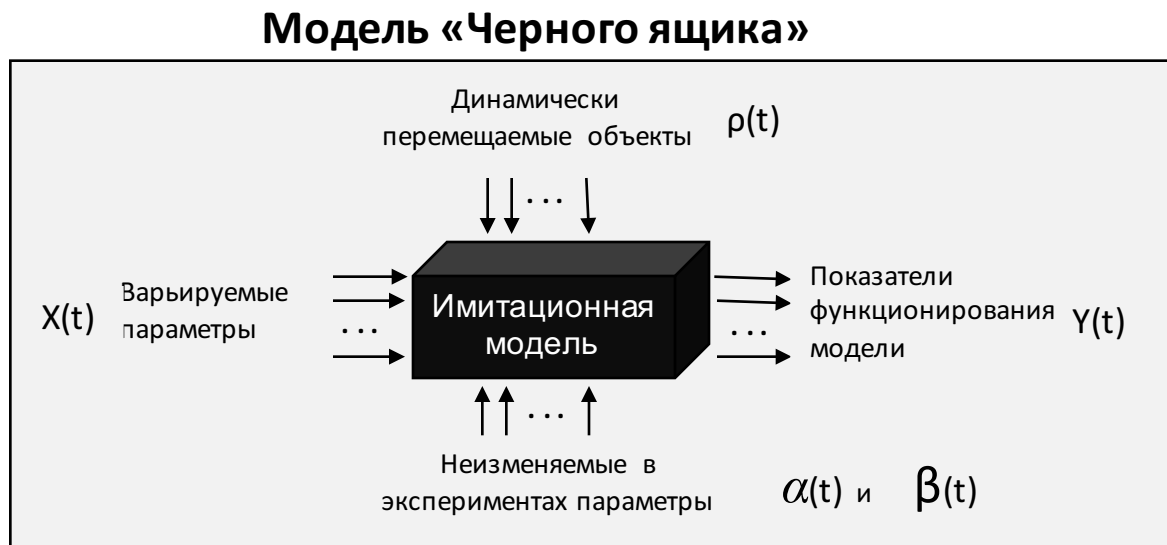 Модель «Черного ящика»
Динамически
перемещаемые объекты
ρ(t)
. . .
X(t)
Варьируемые
параметры
. . .
Имитационная
модель
Показатели
функционирования
модели
. . .
Y(t)
. . .
Неизменяемые в
экспериментах параметры
α(t) и β(t)